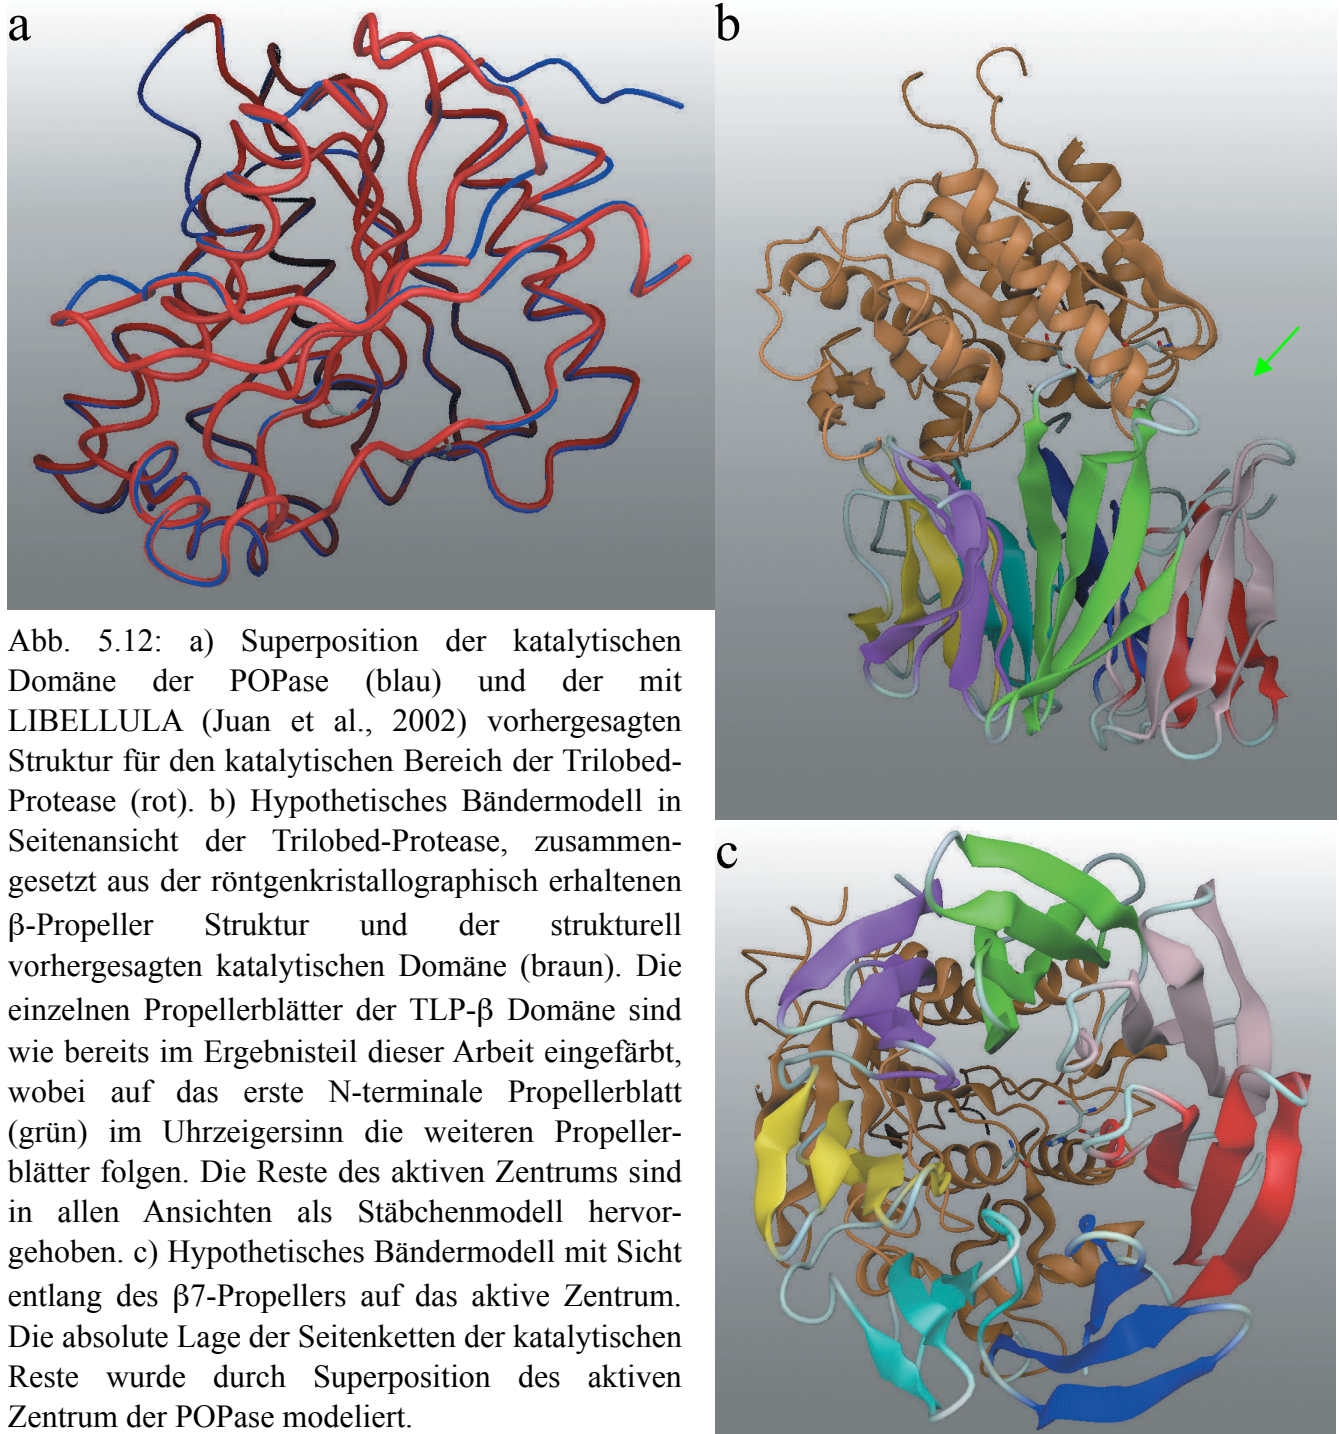 a
b
Abb. 5.12: a) Superposition der katalytischen
Domäne der POPase (blau) und der mit
LIBELLULA (Juan et al., 2002) vorhergesagten
Struktur für den katalytischen Bereich der Trilobed-
Protease (rot). b) Hypothetisches Bändermodell in
Seitenansicht der Trilobed-Protease, zusammen-
gesetzt aus der röntgenkristallographisch erhaltenen
β-Propeller Struktur und der strukturell
vorhergesagten katalytischen Domäne (braun). Die
einzelnen Propellerblätter der TLP-β Domäne sind
wie bereits im Ergebnisteil dieser Arbeit eingefärbt,
wobei auf das erste N-terminale Propellerblatt
(grün) im Uhrzeigersinn die weiteren Propeller-
blätter folgen. Die Reste des aktiven Zentrums sind
in allen Ansichten als Stäbchenmodell hervor-
gehoben. c) Hypothetisches Bändermodell mit Sicht
entlang des β7-Propellers auf das aktive Zentrum.
Die absolute Lage der Seitenketten der katalytischen
Reste wurde durch Superposition des aktiven
Zentrum der POPase modeliert.
c